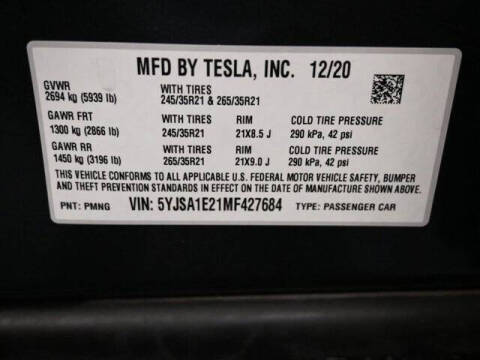 MFD BY TESLA, INC. 12/20
GVWR WITH TIRES
2694 kg (5939 lb) 245/35R21 & 265/35R21
GAWR FRT WITH TIRES RIM COLD TIRE PRESSURE
1300 kg (2866 lb) 245/35R21 21X8.5 J 290 kPa, 42 psi
GAWR RR WITH TIRES RIM COLD TIRE PRESSURE
1450 kg (3196 lb) 265/35R21 21X9.0 J 290 kPa, 42 psi
THIS VEHICLE CONFORMS TO ALL APPLICABLE U.S. FEDERAL MOTOR VEHICLE SAFETY, BUMPER
AND THEFT PREVENTION STANDARDS IN EFFECT ON THE DATE OF MANUFACTURE SHOWN ABOVE.
PNT: PMNG VIN: 5YJSA1E21MF427684 TYPE: PASSENGER CAR